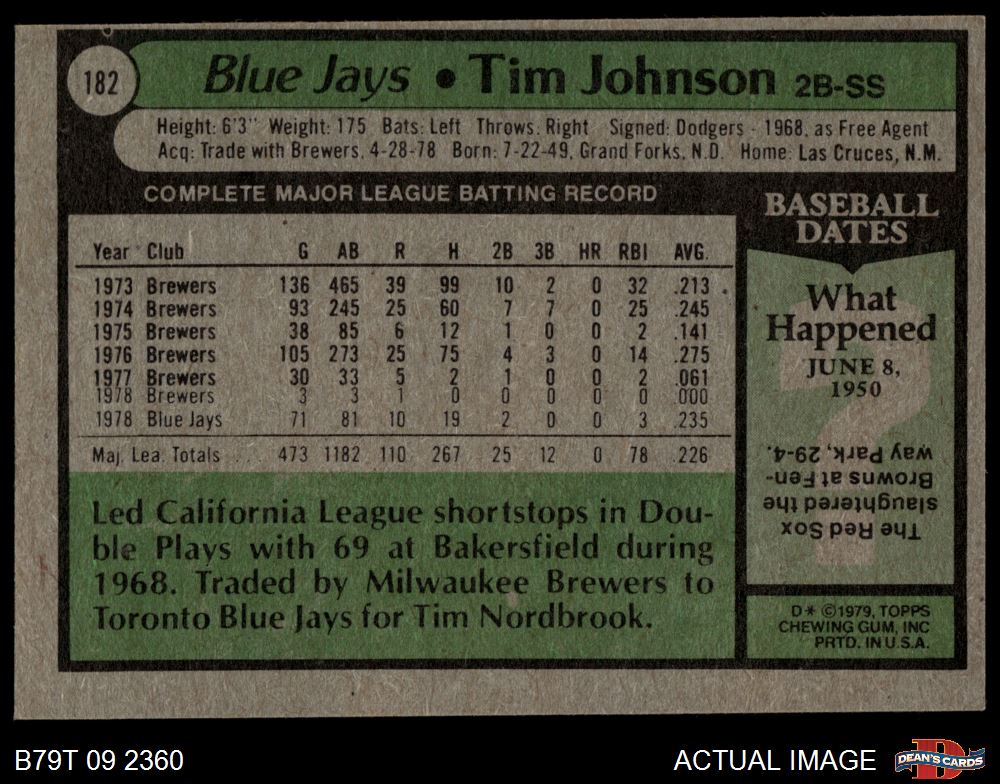 182
Blue Jays • Tim Johnson 2B-SS
Height: 6'3" Weight: 175 Bats: Left Throws: Right Signed: Dodgers - 1968, as Free Agent
Acq: Trade with Brewers, 4-28-78 Born: 7-22-49, Grand Forks, N.D. Home: Las Cruces, N.M.
COMPLETE MAJOR LEAGUE BATTING RECORD
Year Club G AB R H 2B 3B HR RBI AVG.
1973 Brewers 136 465 39 99 10 2 0 32 .213
1974 Brewers 93 245 25 60 7 7 0 25 .245
1975 Brewers 38 85 6 12 1 0 0 2 .141
1976 Brewers 105 273 25 75 4 3 0 14 .275
1977 Brewers 30 33 5 2 1 0 0 2 .061
1978 Brewers 3 3 1 0 0 0 0 0 .000
1978 Blue Jays 71 81 10 19 2 0 0 3 .235
Maj. Lea. Totals . . . 473 1182 110 267 25 12 0 78 .226
Led California League shortstops in Dou-
ble Plays with 69 at Bakersfield during
1968. Traded by Milwaukee Brewers to
Toronto Blue Jays for Tim Nordbrook.
BASEBALL
DATES
What
Happened
JUNE 8,
1950
The Red Sox
slaughtered the
Browns at Fen-
way Park, 29-4.
D* ©1979, TOPPS
CHEWING GUM, INC
PRTD. IN U.S.A.
B79T 09 2360
ACTUAL IMAGE
DEAN'S CARDS